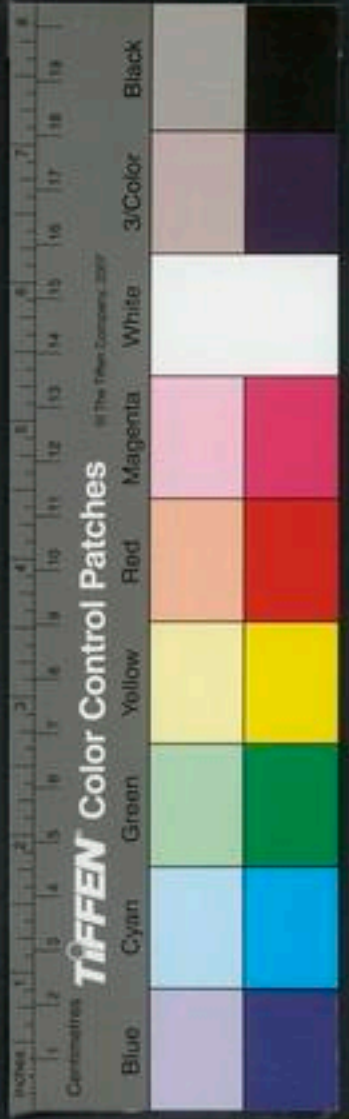 Inches
1 2 3 4 5 6 7 8
Centimetres
1 2 3 4 5 6 7 8 9 10 11 12 13 14 15 16 17 18 19
TIFFEN Color Control Patches
© The Tiffen Company, 2007
Blue Cyan Green Yellow Red Magenta White 3/Color Black